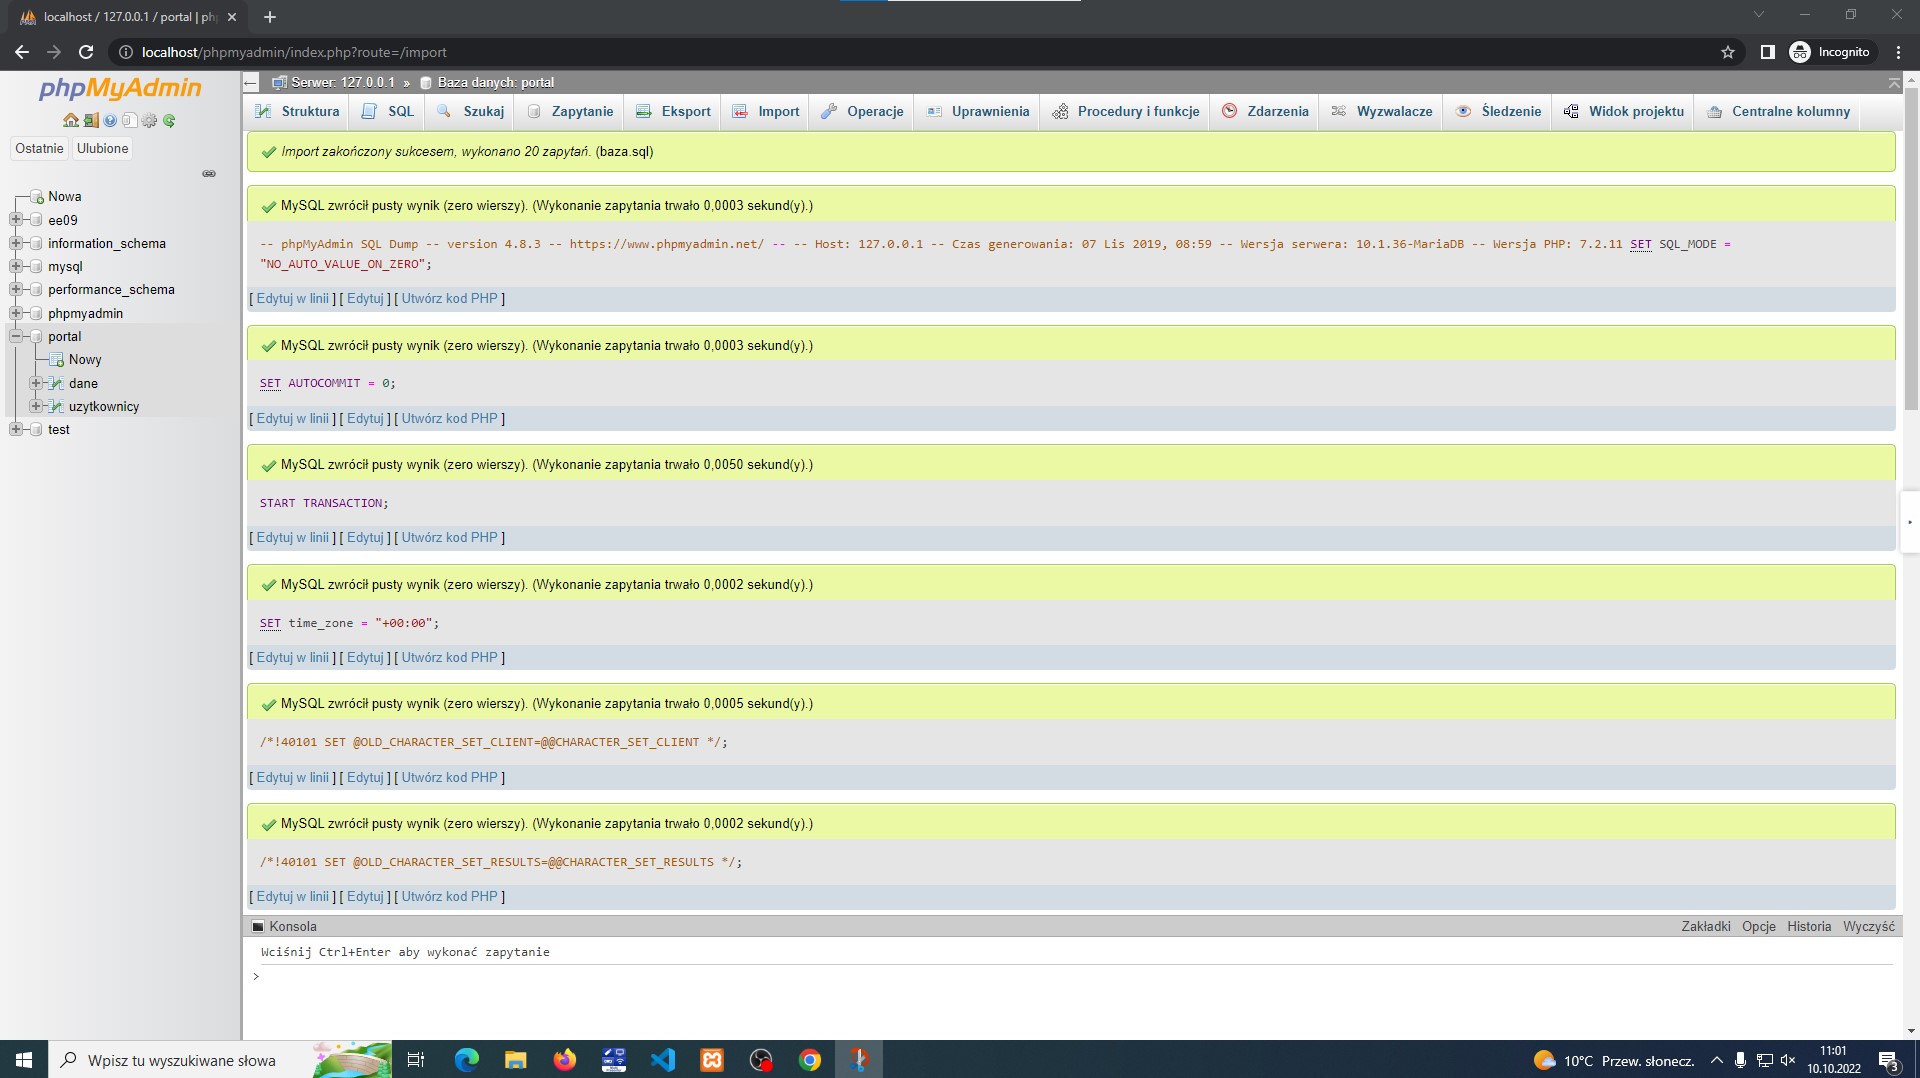 localhost / 127.0.0.1 / portal | ph
localhost/phpmyadmin/index.php?route=/import
Incognito
phpMyAdmin
Ostatnie
Ulubione
Nowa
ee09
information_schema
mysql
performance_schema
phpmyadmin
portal
Nowy
dane
uzytkownicy
test
Serwer: 127.0.0.1 » Baza danych: portal
Struktura SQL Szukaj Zapytanie Eksport Import Operacje Uprawnienia Procedury i funkcje Zdarzenia Wyzwalacze Śledzenie Widok projektu Centralne kolumny
Import zakończony sukcesem, wykonano 20 zapytań. (baza.sql)
MySQL zwrócił pusty wynik (zero wierszy). (Wykonanie zapytania trwało 0,0003 sekund(y).)
-- phpMyAdmin SQL Dump -- version 4.8.3 -- https://www.phpmyadmin.net/ -- -- Host: 127.0.0.1 -- Czas generowania: 07 Lis 2019, 08:59 -- Wersja serwera: 10.1.36-MariaDB -- Wersja PHP: 7.2.11 SET SQL_MODE =
"NO_AUTO_VALUE_ON_ZERO";
[ Edytuj w linii ] [ Edytuj ] [ Utwórz kod PHP ]
MySQL zwrócił pusty wynik (zero wierszy). (Wykonanie zapytania trwało 0,0003 sekund(y).)
SET AUTOCOMMIT = 0;
[ Edytuj w linii ] [ Edytuj ] [ Utwórz kod PHP ]
MySQL zwrócił pusty wynik (zero wierszy). (Wykonanie zapytania trwało 0,0050 sekund(y).)
START TRANSACTION;
[ Edytuj w linii ] [ Edytuj ] [ Utwórz kod PHP ]
MySQL zwrócił pusty wynik (zero wierszy). (Wykonanie zapytania trwało 0,0002 sekund(y).)
SET time_zone = "+00:00";
[ Edytuj w linii ] [ Edytuj ] [ Utwórz kod PHP ]
MySQL zwrócił pusty wynik (zero wierszy). (Wykonanie zapytania trwało 0,0005 sekund(y).)
/*!40101 SET @OLD_CHARACTER_SET_CLIENT=@@CHARACTER_SET_CLIENT */;
[ Edytuj w linii ] [ Edytuj ] [ Utwórz kod PHP ]
MySQL zwrócił pusty wynik (zero wierszy). (Wykonanie zapytania trwało 0,0002 sekund(y).)
/*!40101 SET @OLD_CHARACTER_SET_RESULTS=@@CHARACTER_SET_RESULTS */;
[ Edytuj w linii ] [ Edytuj ] [ Utwórz kod PHP ]
Konsola Zakładki Opcje Historia Wyczyść
Wciśnij Ctrl+Enter aby wykonać zapytanie
>
Wpisz tu wyszukiwane słowa
10°C Przew. słonecz.
11:01
10.10.2022
3